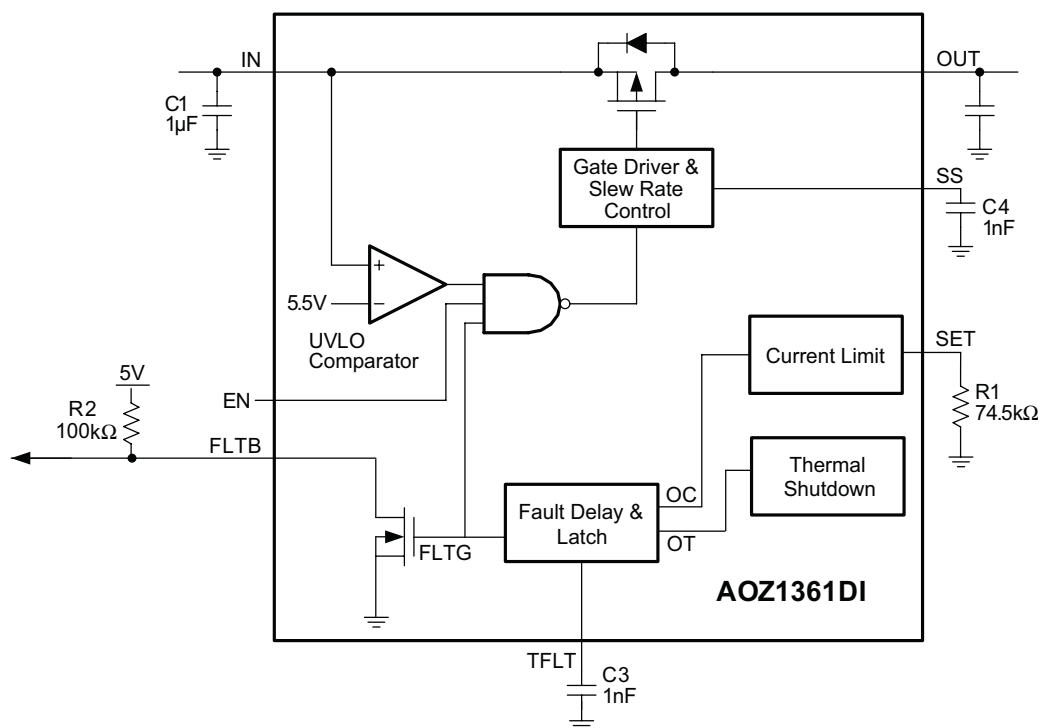 IN
OUT
C1
1µF
Gate Driver &
Slew Rate
Control
SS
C4
1nF
+
5.5V
−
UVLO
Comparator
Current Limit
SET
R1
74.5kΩ
5V
R2
100kΩ
EN
FLTB
Thermal
Shutdown
Fault Delay &
Latch
OC
OT
FLTG
AOZ1361DI
TFLT
C3
1nF